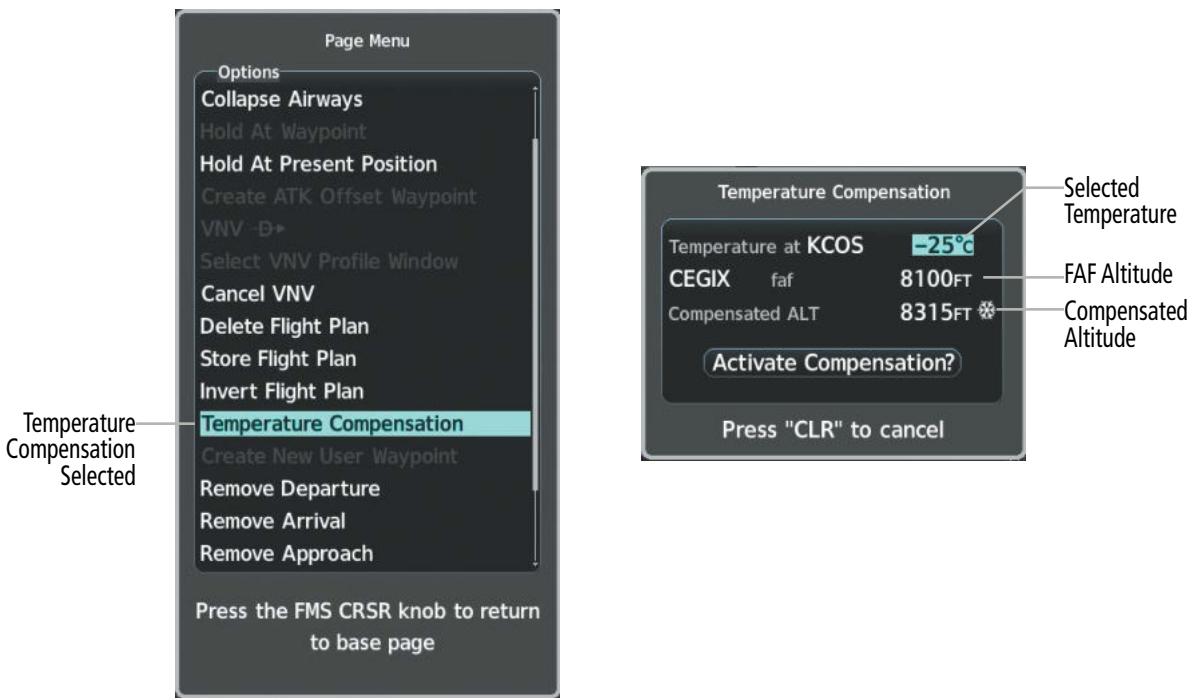 Page Menu
Options
Collapse Airways
Hold At Waypoint
Hold At Present Position
Create ATK Offset Waypoint
VNV -D→
Select VNV Profile Window
Cancel VNV
Delete Flight Plan
Store Flight Plan
Invert Flight Plan
Temperature Compensation
Create New User Waypoint
Remove Departure
Remove Arrival
Remove Approach
Press the FMS CRSR knob to return
to base page
Temperature
Compensation
Selected
Temperature Compensation
Temperature at KCOS -25°C
CEGIX faf 8100FT
Compensated ALT 8315FT
Activate Compensation?
Press "CLR" to cancel
Selected
Temperature
FAF Altitude
Compensated
Altitude